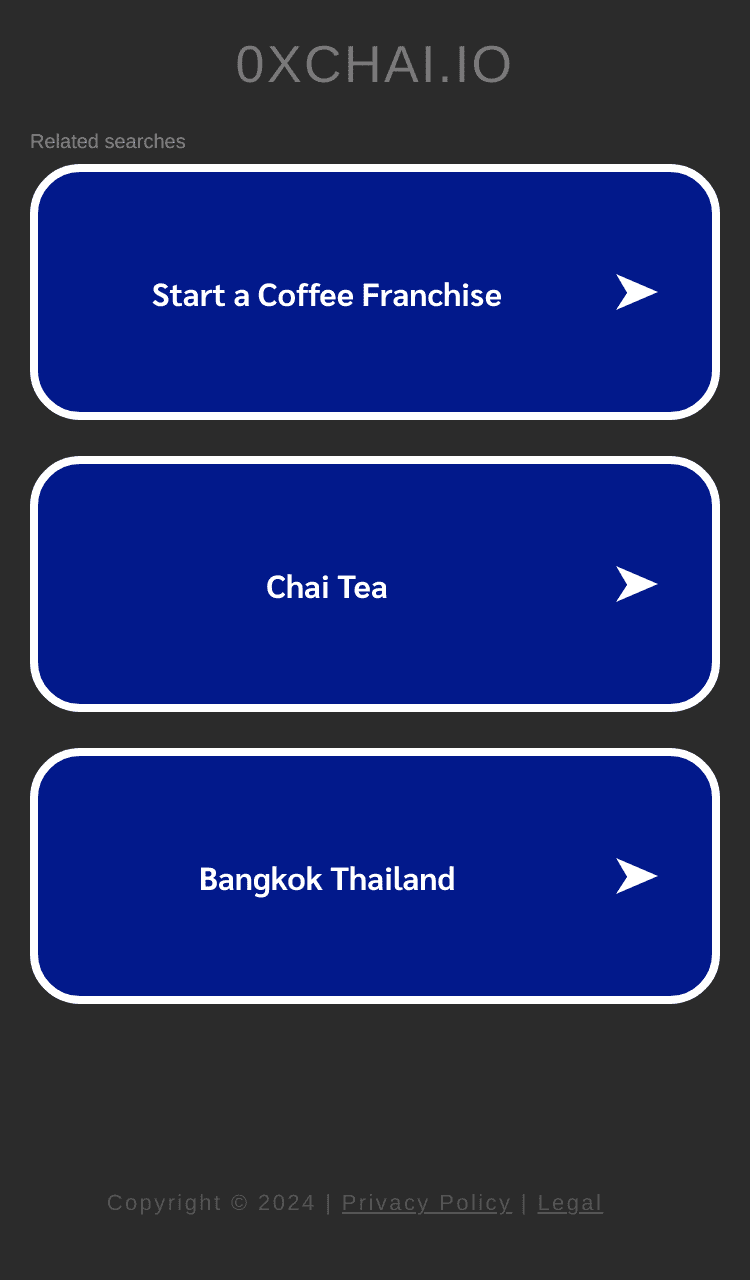 0XCHAI.IO
Related searches
Start a Coffee Franchise
Chai Tea
Bangkok Thailand
Copyright © 2024 | Privacy Policy | Legal